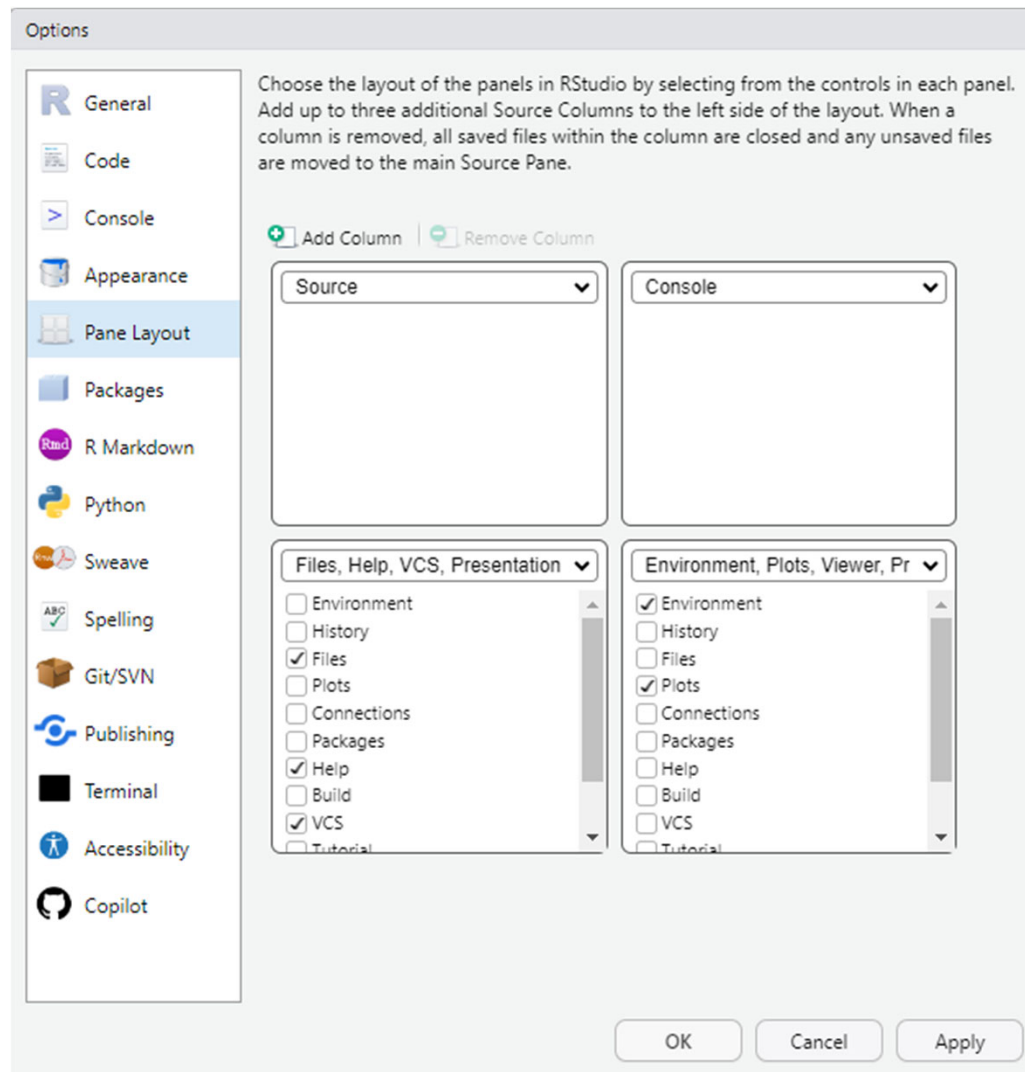 Options
General
Code
Console
Appearance
Pane Layout
Packages
Rmd
R Markdown
Python
Sweave
ABC
Spelling
Git/SVN
Publishing
Terminal
Accessibility
Copilot
Choose the layout of the panels in RStudio by selecting from the controls in each panel.
Add up to three additional Source Columns to the left side of the layout. When a
column is removed, all saved files within the column are closed and any unsaved files
are moved to the main Source Pane.
Add Column
Remove Column
Source
Console
Files, Help, VCS, Presentation
Environment
History
Files
Plots
Connections
Packages
Help
Build
VCS
Tutorial
Environment, Plots, Viewer, Pr
Environment
History
Files
Plots
Connections
Packages
Help
Build
VCS
Tutorial
OK
Cancel
Apply